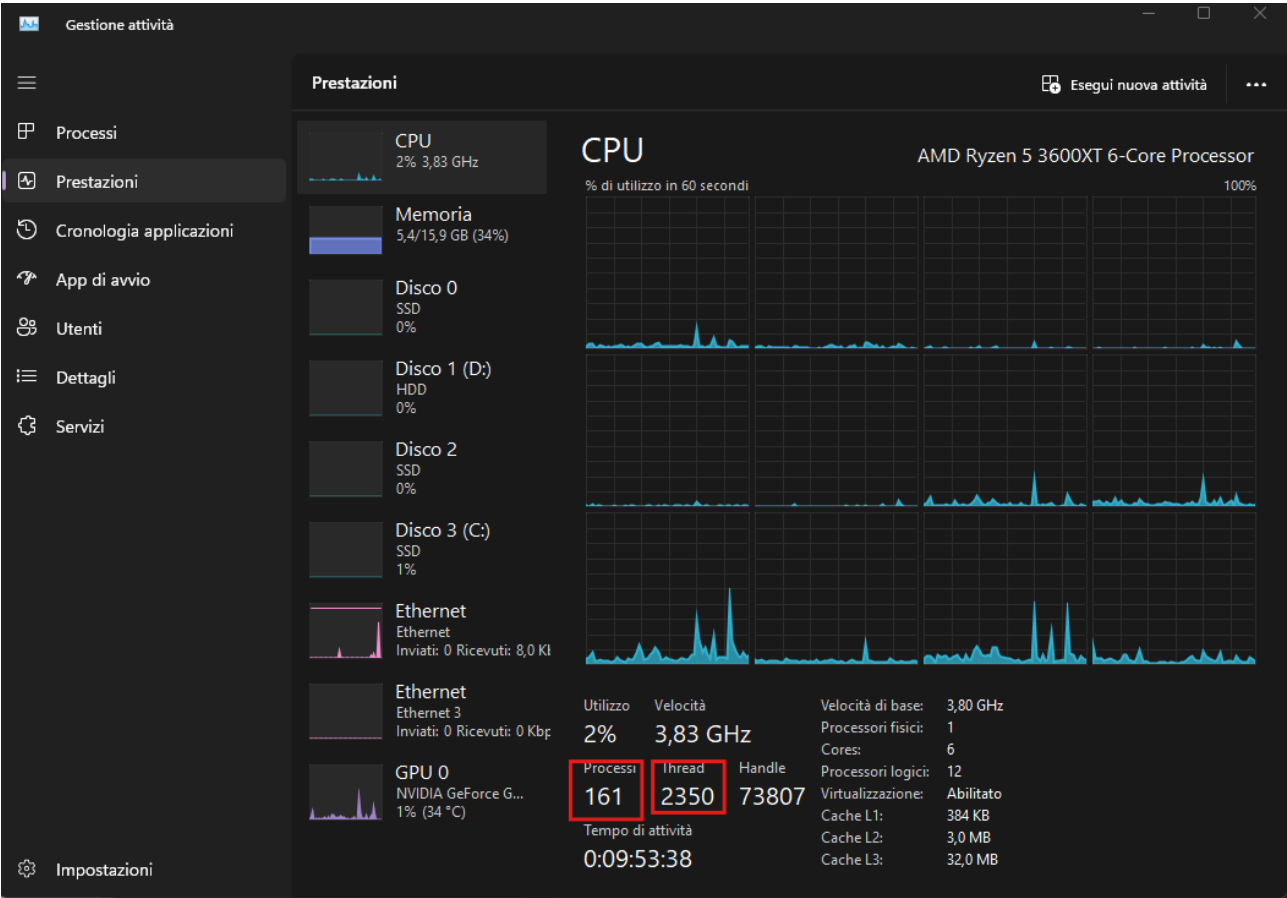 Gestione attività
Prestazioni
Esegui nuova attività
Processi
Prestazioni
Cronologia applicazioni
App di avvio
Utenti
Dettagli
Servizi
Impostazioni
CPU
2% 3,83 GHz
Memoria
5,4/15,9 GB (34%)
Disco 0
SSD
0%
Disco 1 (D:)
HDD
0%
Disco 2
SSD
0%
Disco 3 (C:)
SSD
1%
Ethernet
Ethernet
Inviati: 0 Ricevuti: 8,0 Kl
Ethernet
Ethernet 3
Inviati: 0 Ricevuti: 0 Kbp
GPU 0
NVIDIA GeForce G...
1% (34 °C)
CPU
AMD Ryzen 5 3600XT 6-Core Processor
% di utilizzo in 60 secondi
100%
Utilizzo Velocità
2% 3,83 GHz
Processi Thread Handle
161 2350 73807
Tempo di attività
0:09:53:38
Velocità di base: 3,80 GHz
Processori fisici: 1
Cores: 6
Processori logici: 12
Virtualizzazione: Abilitato
Cache L1: 384 KB
Cache L2: 3,0 MB
Cache L3: 32,0 MB